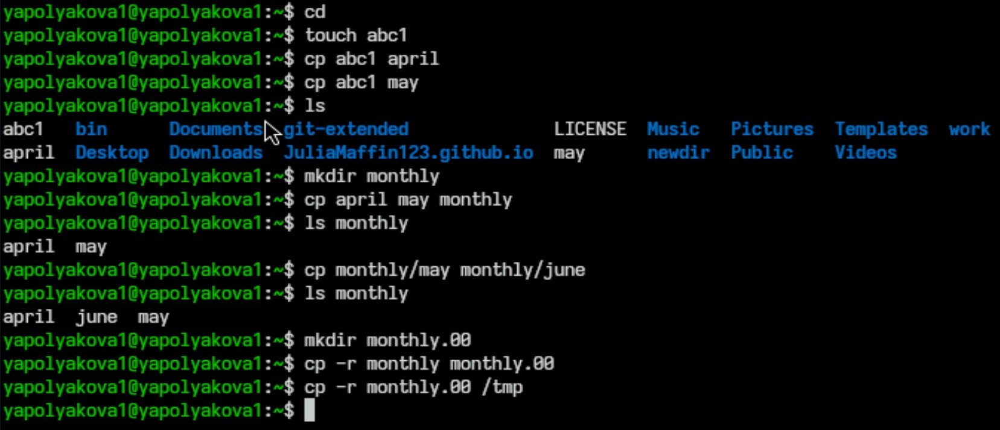 yapolyakova1@yapolyakova1:~$ cd
yapolyakova1@yapolyakova1:~$ touch abc1
yapolyakova1@yapolyakova1:~$ cp abc1 april
yapolyakova1@yapolyakova1:~$ cp abc1 may
yapolyakova1@yapolyakova1:~$ ls
abc1   bin      Documents  git-extended              LICENSE  Music   Pictures  Templates  work
april  Desktop  Downloads  JuliaMaffin123.github.io  may      newdir  Public    Videos
yapolyakova1@yapolyakova1:~$ mkdir monthly
yapolyakova1@yapolyakova1:~$ cp april may monthly
yapolyakova1@yapolyakova1:~$ ls monthly
april  may
yapolyakova1@yapolyakova1:~$ cp monthly/may monthly/june
yapolyakova1@yapolyakova1:~$ ls monthly
april  june  may
yapolyakova1@yapolyakova1:~$ mkdir monthly.00
yapolyakova1@yapolyakova1:~$ cp -r monthly monthly.00
yapolyakova1@yapolyakova1:~$ cp -r monthly.00 /tmp
yapolyakova1@yapolyakova1:~$